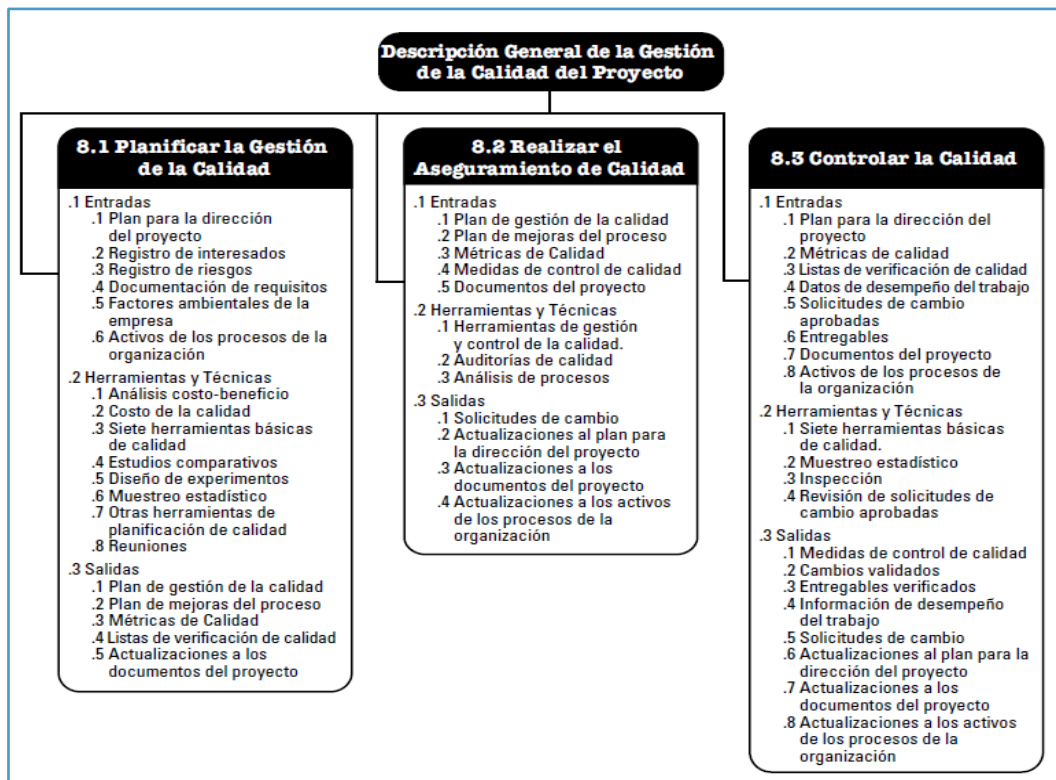 Descripción General de la Gestión
de la Calidad del Proyecto
8.1 Planificar la Gestión
de la Calidad
.1 Entradas
.1 Plan para la dirección
del proyecto
.2 Registro de interesados
.3 Registro de riesgos
.4 Documentación de requisitos
.5 Factores ambientales de la
empresa
.6 Activos de los procesos de la
organización
.2 Herramientas y Técnicas
.1 Análisis costo-beneficio
.2 Costo de la calidad
.3 Siete herramientas básicas
de calidad
.4 Estudios comparativos
.5 Diseño de experimentos
.6 Muestreo estadístico
.7 Otras herramientas de
planificación de calidad
.8 Reuniones
.3 Salidas
.1 Plan de gestión de la calidad
.2 Plan de mejoras del proceso
.3 Métricas de Calidad
.4 Listas de verificación de calidad
.5 Actualizaciones a los
documentos del proyecto
8.2 Realizar el
Aseguramiento de Calidad
.1 Entradas
.1 Plan de gestión de la calidad
.2 Plan de mejoras del proceso
.3 Métricas de Calidad
.4 Medidas de control de calidad
.5 Documentos del proyecto
.2 Herramientas y Técnicas
.1 Herramientas de gestión
y control de la calidad.
.2 Auditorías de calidad
.3 Análisis de procesos
.3 Salidas
.1 Solicitudes de cambio
.2 Actualizaciones al plan para
la dirección del proyecto
.3 Actualizaciones a los
documentos del proyecto
.4 Actualizaciones a los activos
de los procesos de la
organización
8.3 Controlar la Calidad
.1 Entradas
.1 Plan para la dirección del
proyecto
.2 Métricas de calidad
.3 Listas de verificación de calidad
.4 Datos de desempeño del trabajo
.5 Solicitudes de cambio
aprobadas
.6 Entregables
.7 Documentos del proyecto
.8 Activos de los procesos de
la organización
.2 Herramientas y Técnicas
.1 Siete herramientas básicas
de calidad.
.2 Muestreo estadístico
.3 Inspección
.4 Revisión de solicitudes de
cambio aprobadas
.3 Salidas
.1 Medidas de control de calidad
.2 Cambios validados
.3 Entregables verificados
.4 Información de desempeño
del trabajo
.5 Solicitudes de cambio
.6 Actualizaciones al plan para la
dirección del proyecto
.7 Actualizaciones a los
documentos del proyecto
.8 Actualizaciones a los activos
de los procesos de la
organización